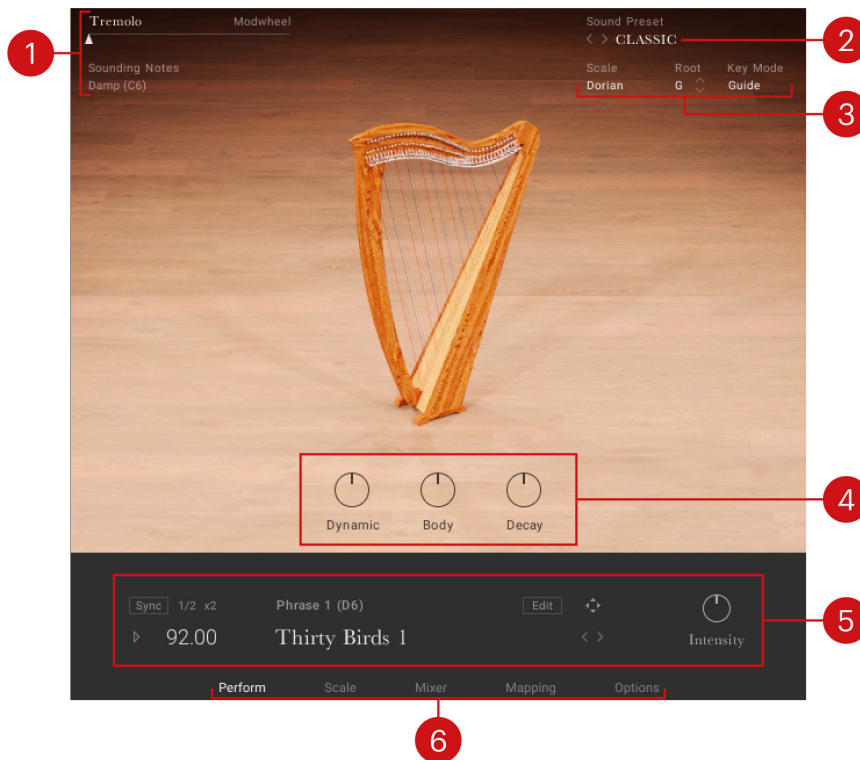 Tremolo Modwheel
Sounding Notes
Damp (C6)
1
Sound Preset
< > CLASSIC
2
Scale Root Key Mode
Dorian G Guide
3
Dynamic Body Decay
4
Sync 1/2 x2 Phrase 1 (D6) Edit
92.00 Thirty Birds 1 < > Intensity
5
Perform Scale Mixer Mapping Options
6